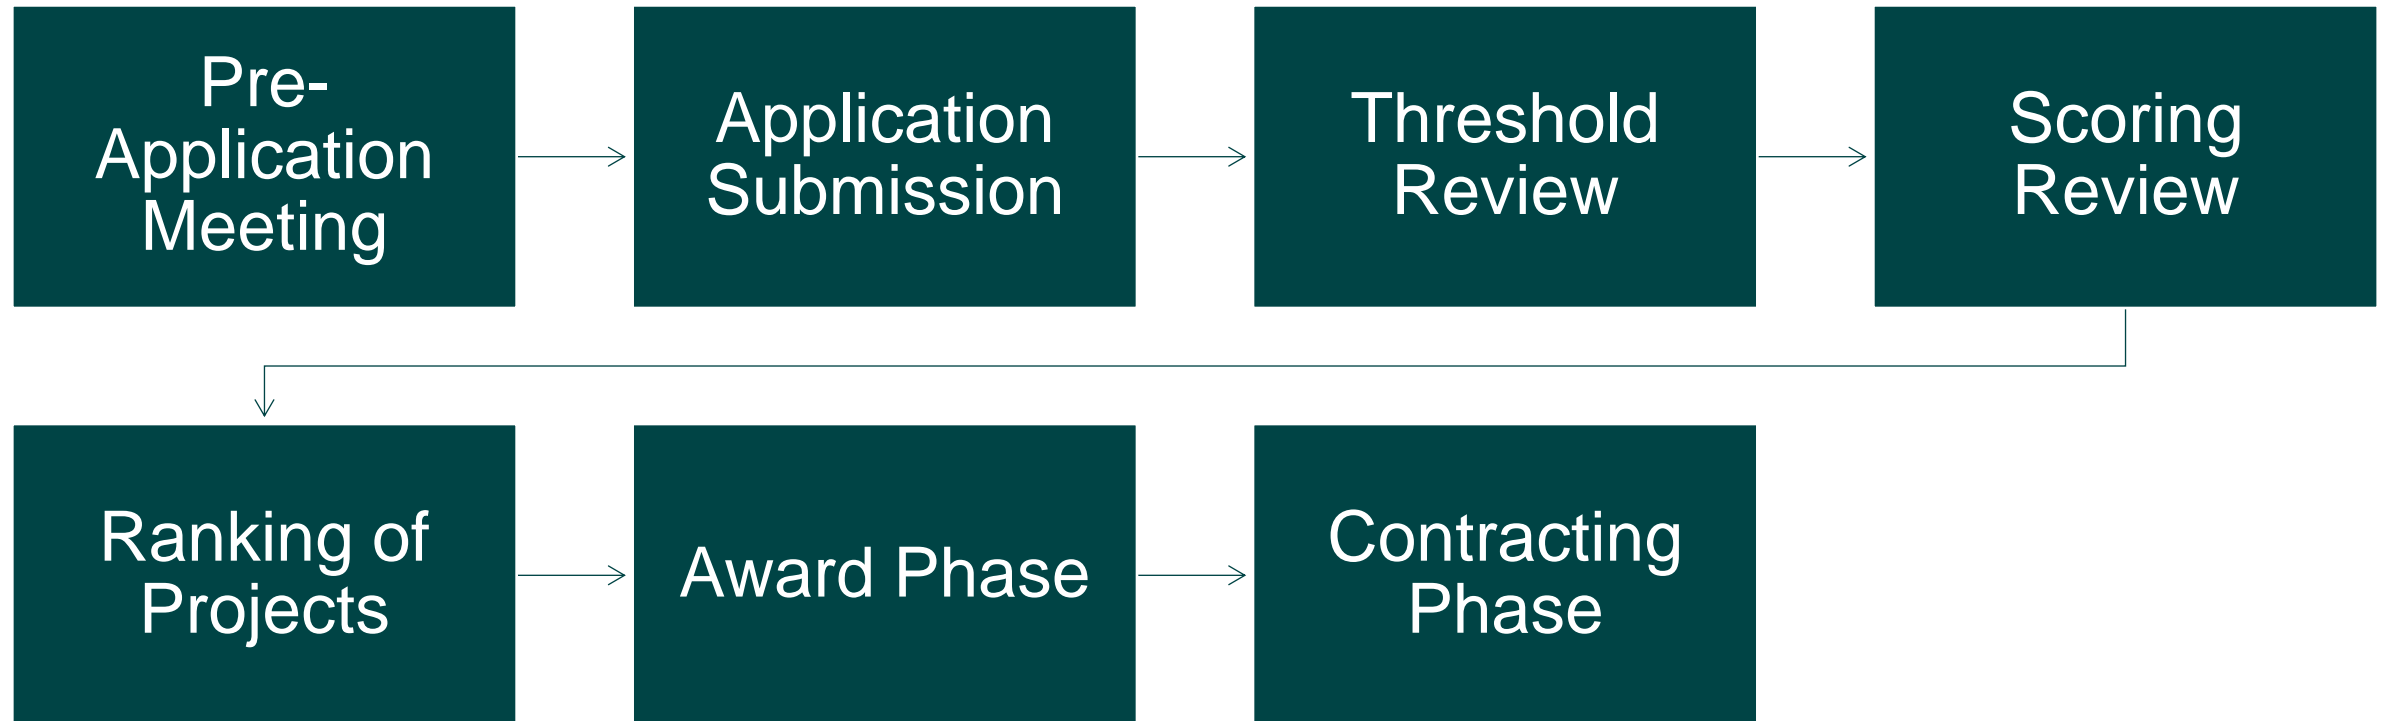 Pre-
Application
Meeting
Application
Submission
Threshold
Review
Scoring
Review
Ranking of
Projects
Award Phase
Contracting
Phase